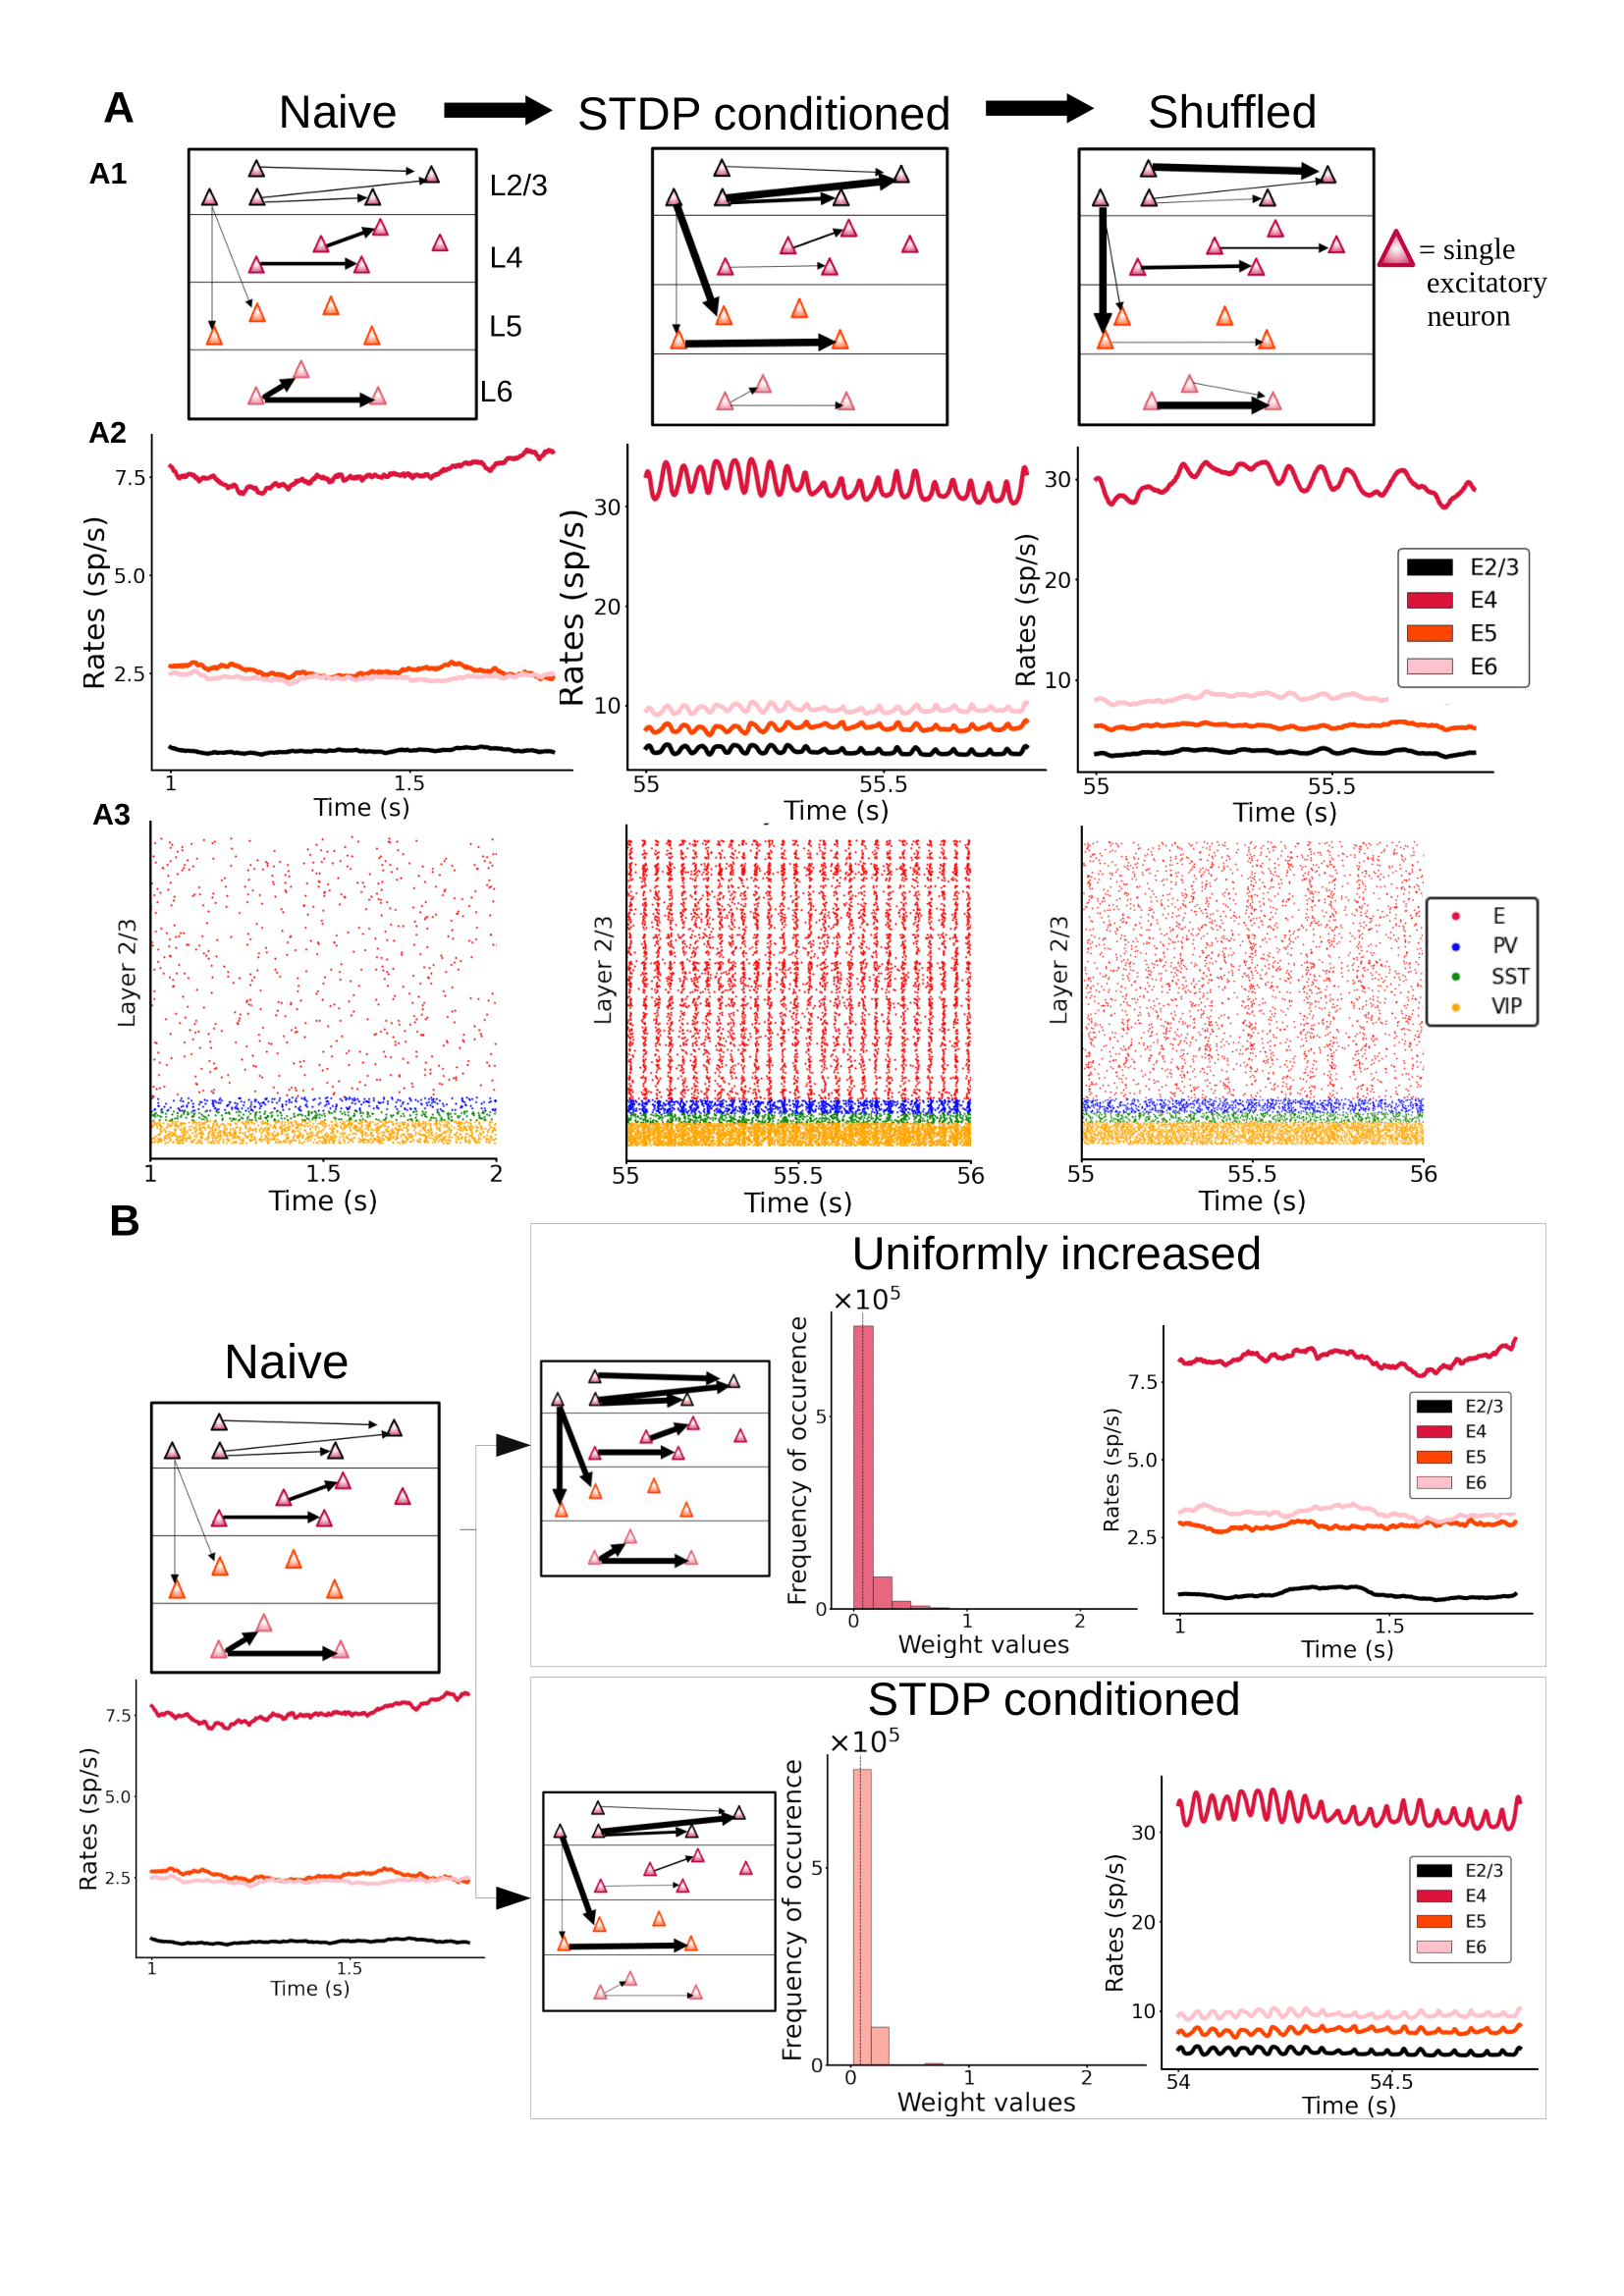 A
Naive
STDP conditioned
Shuffled
A1
L2/3
L4
L5
L6
= single
excitatory
neuron
A2
Rates (sp/s)
7.5
5.0
2.5
1
1.5
Time (s)
Rates (sp/s)
30
20
10
55
55.5
Time (s)
Rates (sp/s)
30
20
10
55
55.5
Time (s)
E2/3
E4
E5
E6
A3
Layer 2/3
1
1.5
2
Time (s)
Layer 2/3
55
55.5
56
Time (s)
Layer 2/3
55
55.5
56
Time (s)
E
PV
SST
VIP
B
Naive
Rates (sp/s)
7.5
5.0
2.5
1
1.5
Time (s)
Uniformly increased
×10⁵
Frequency of occurence
5
0
0
1
2
Weight values
Rates (sp/s)
7.5
5.0
2.5
1
1.5
Time (s)
E2/3
E4
E5
E6
STDP conditioned
×10⁵
Frequency of occurence
5
0
0
1
2
Weight values
Rates (sp/s)
30
20
10
54
54.5
Time (s)
E2/3
E4
E5
E6